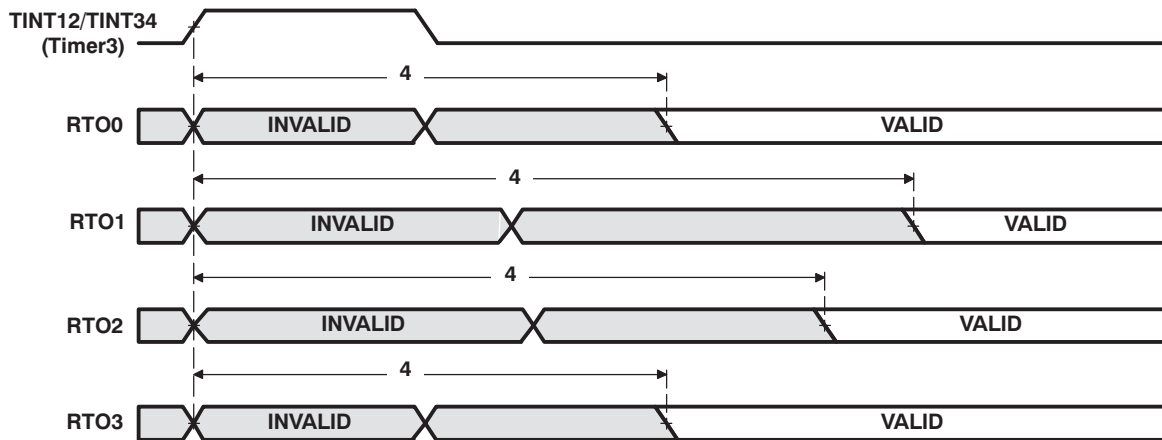 TINT12/TINT34
(Timer3)
4
RTO0
INVALID
VALID
4
RTO1
INVALID
VALID
4
RTO2
INVALID
VALID
4
RTO3
INVALID
VALID